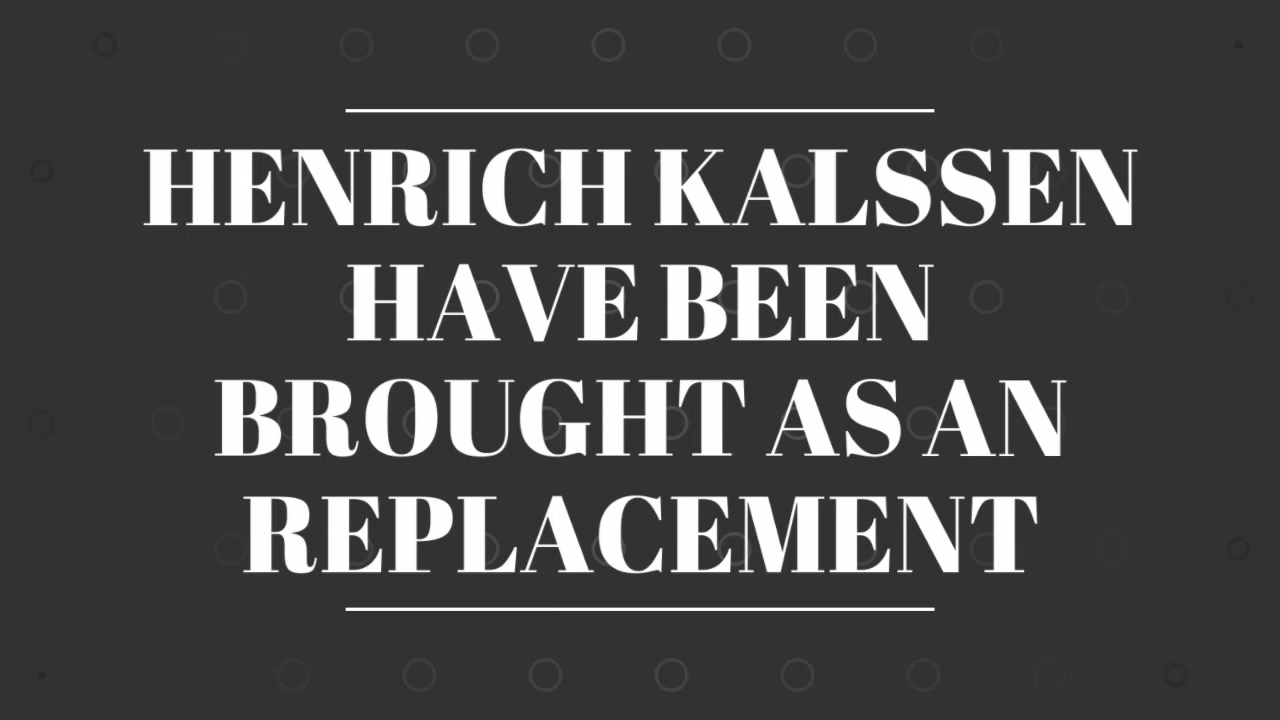 HENRICH KALSSEN
HAVE BEEN
BROUGHT AS AN
REPLACEMENT